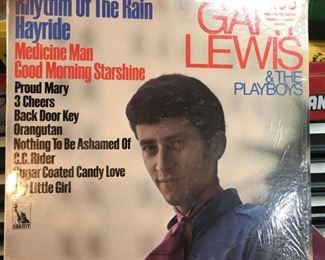 Rhythm Of The Rain
Hayride
Medicine Man
Good Morning Starshine
Proud Mary
3 Cheers
Back Door Key
Orangutan
Nothing To Be Ashamed Of
C.C. Rider
Sugar Coated Candy Love
Little Girl
GARY
LEWIS
& THE
PLAYBOYS
LIBERTY